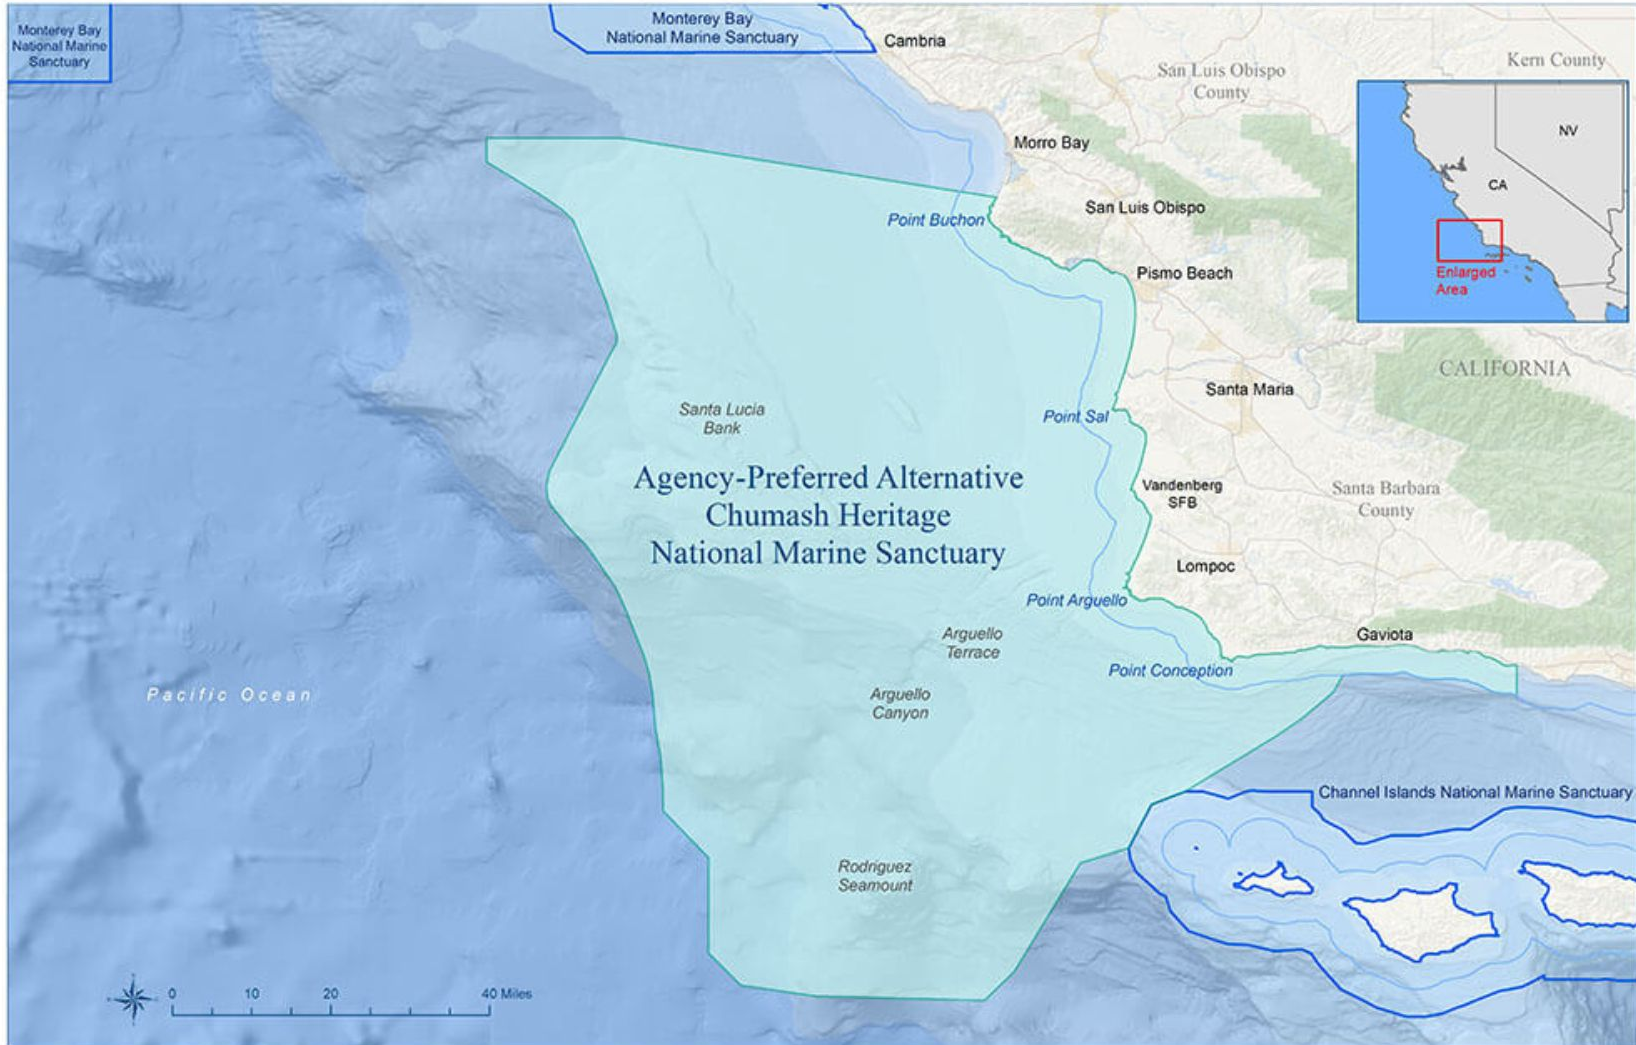 Monterey Bay
National Marine
Sanctuary
Monterey Bay
National Marine Sanctuary
Cambria
San Luis Obispo
County
Kern County
NV
CA
Enlarged
Area
Morro Bay
San Luis Obispo
Point Buchon
Pismo Beach
CALIFORNIA
Santa Maria
Santa Lucia
Bank
Point Sal
Agency-Preferred Alternative
Chumash Heritage
National Marine Sanctuary
Vandenberg
SFB
Santa Barbara
County
Lompoc
Point Arguello
Arguello
Terrace
Gaviota
Point Conception
Pacific Ocean
Arguello
Canyon
Channel Islands National Marine Sanctuary
Rodriguez
Seamount
0 10 20 40 Miles